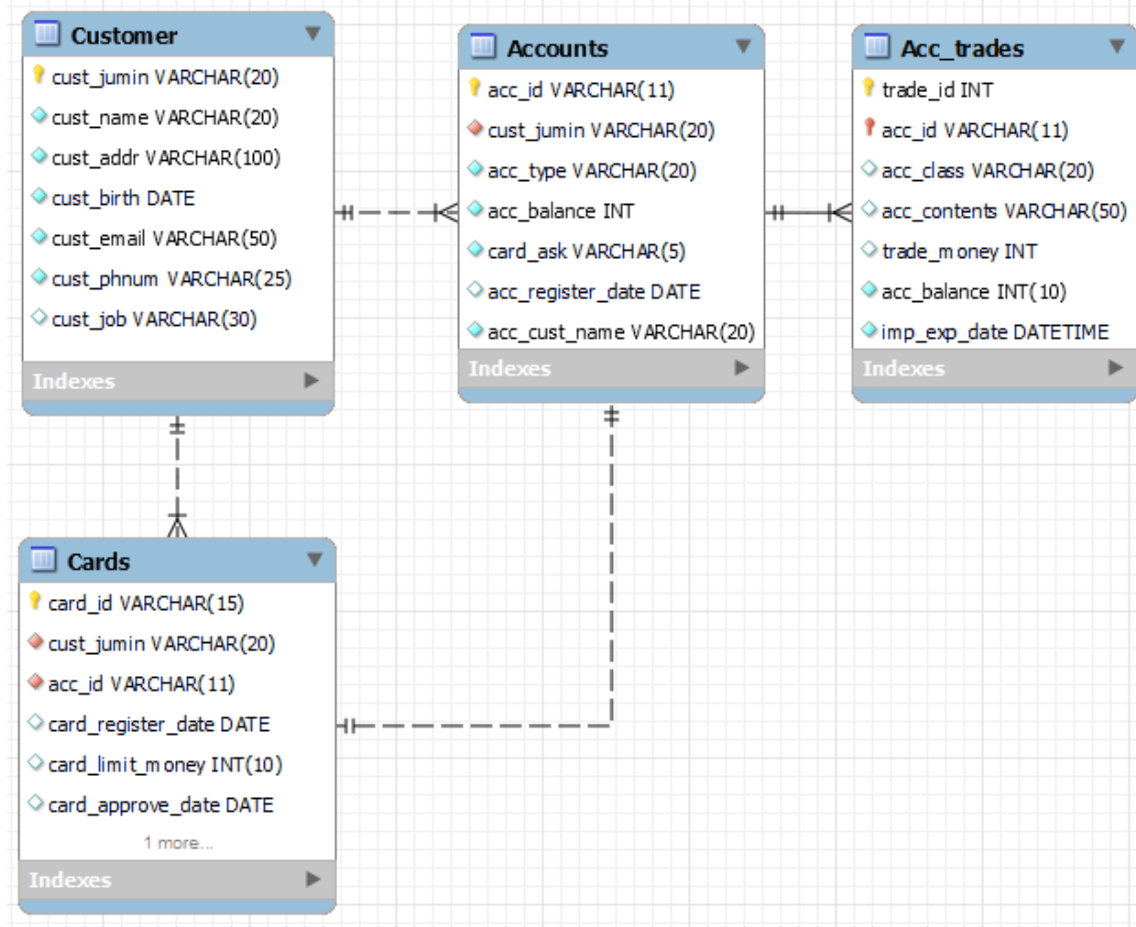 Customer
cust_jumin VARCHAR(20)
cust_name VARCHAR(20)
cust_addr VARCHAR(100)
cust_birth DATE
cust_email VARCHAR(50)
cust_phnum VARCHAR(25)
cust_job VARCHAR(30)
Indexes
Accounts
acc_id VARCHAR(11)
cust_jumin VARCHAR(20)
acc_type VARCHAR(20)
acc_balance INT
card_ask VARCHAR(5)
acc_register_date DATE
acc_cust_name VARCHAR(20)
Indexes
Acc_trades
trade_id INT
acc_id VARCHAR(11)
acc_class VARCHAR(20)
acc_contents VARCHAR(50)
trade_money INT
acc_balance INT(10)
imp_exp_date DATETIME
Indexes
Cards
card_id VARCHAR(15)
cust_jumin VARCHAR(20)
acc_id VARCHAR(11)
card_register_date DATE
card_limit_money INT(10)
card_approve_date DATE
1 more...
Indexes